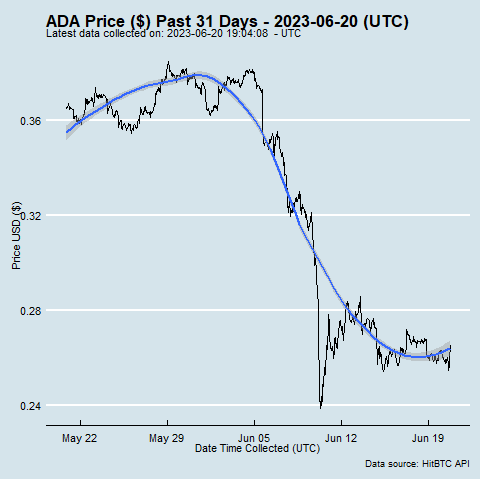 ADA Price ($) Past 31 Days - 2023-06-20 (UTC)
Latest data collected on: 2023-06-20 19:04:08 - UTC
0.36
0.32
0.28
0.24
Price USD ($)
May 22 May 29 Jun 05 Jun 12 Jun 19
Date Time Collected (UTC)
Data source: HitBTC API